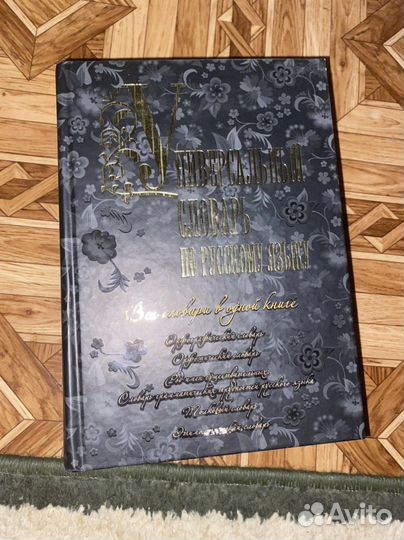 Универсальный
словарь
по русскому языку
Все словари в одной книге
Орфографический словарь
Орфоэпический словарь
Словарь грамматических трудностей русского языка
Толковый словарь
словарь
Avito